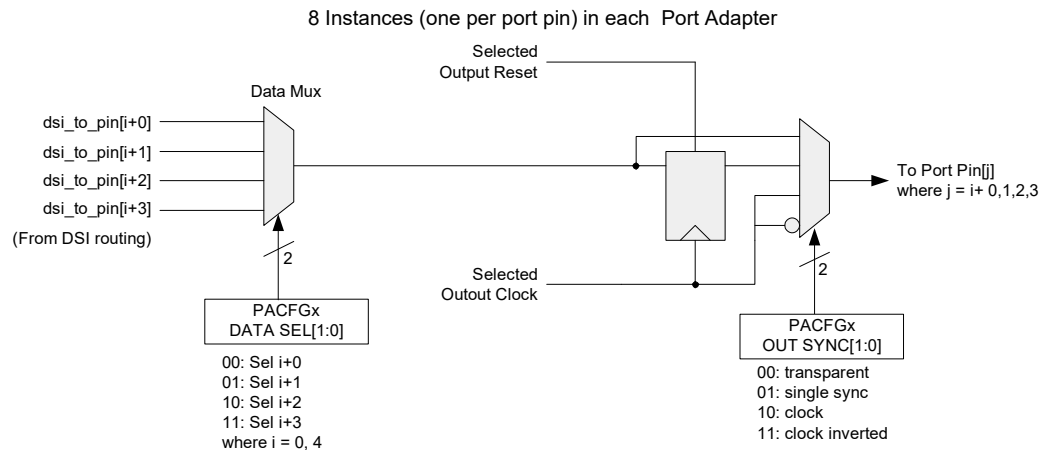 8 Instances (one per port pin) in each Port Adapter
Selected
Output Reset
Data Mux
dsi_to_pin[i+0]
dsi_to_pin[i+1]
dsi_to_pin[i+2]
dsi_to_pin[i+3]
(From DSI routing)
To Port Pin[j]
where j = i+ 0,1,2,3
2
2
Selected
Outout Clock
PACFGx
DATA SEL[1:0]
00: Sel i+0
01: Sel i+1
10: Sel i+2
11: Sel i+3
where i = 0, 4
PACFGx
OUT SYNC[1:0]
00: transparent
01: single sync
10: clock
11: clock inverted